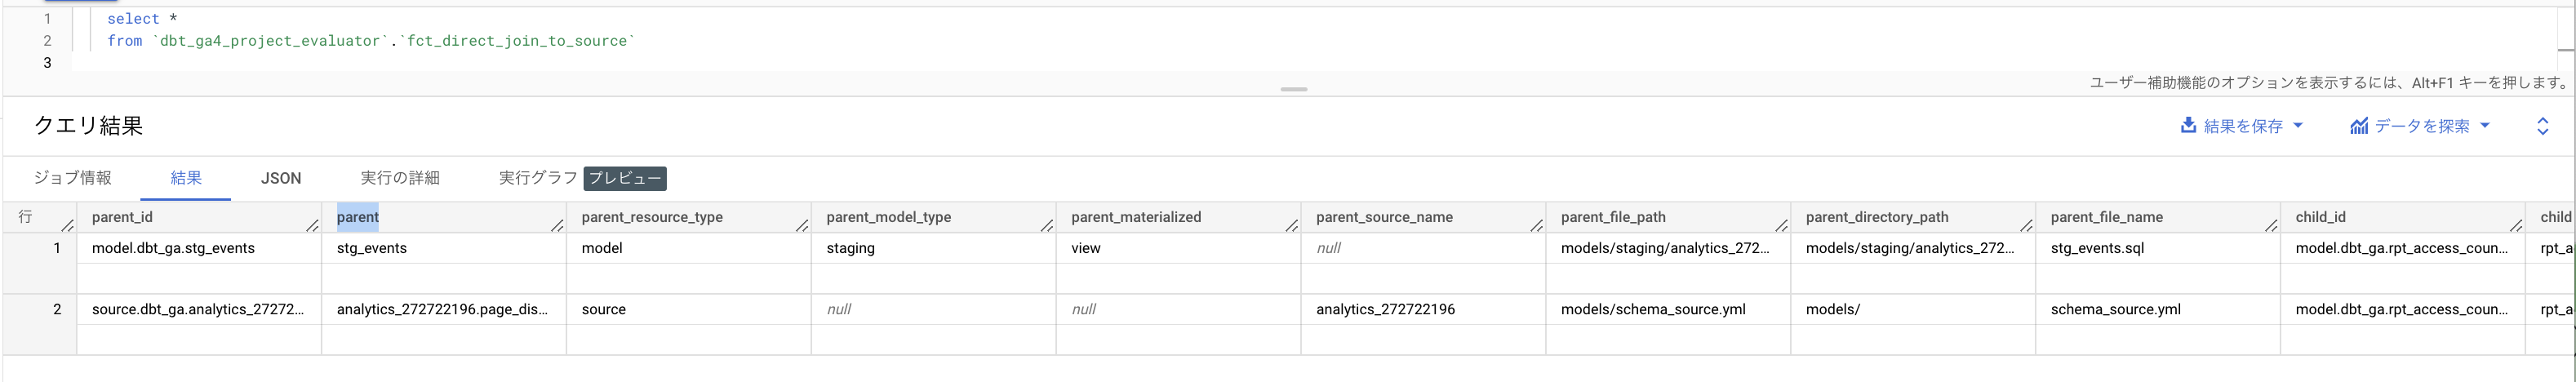 1 select *
2 from `dbt_ga4_project_evaluator`.`fct_direct_join_to_source`
3
ユーザー補助機能のオプションを表示するには、Alt+F1 キーを押します。
クエリ結果
結果を保存 データを探索
ジョブ情報 結果 JSON 実行の詳細 実行グラフ プレビュー
行 parent_id parent parent_resource_type parent_model_type parent_materialized parent_source_name parent_file_path parent_directory_path parent_file_name child_id child
1 model.dbt_ga.stg_events stg_events model staging view null models/staging/analytics_272... models/staging/analytics_272... stg_events.sql model.dbt_ga.rpt_access_coun... rpt_a
2 source.dbt_ga.analytics_27272... analytics_272722196.page_dis... source null null analytics_272722196 models/schema_source.yml models/ schema_source.yml model.dbt_ga.rpt_access_coun... rpt_a